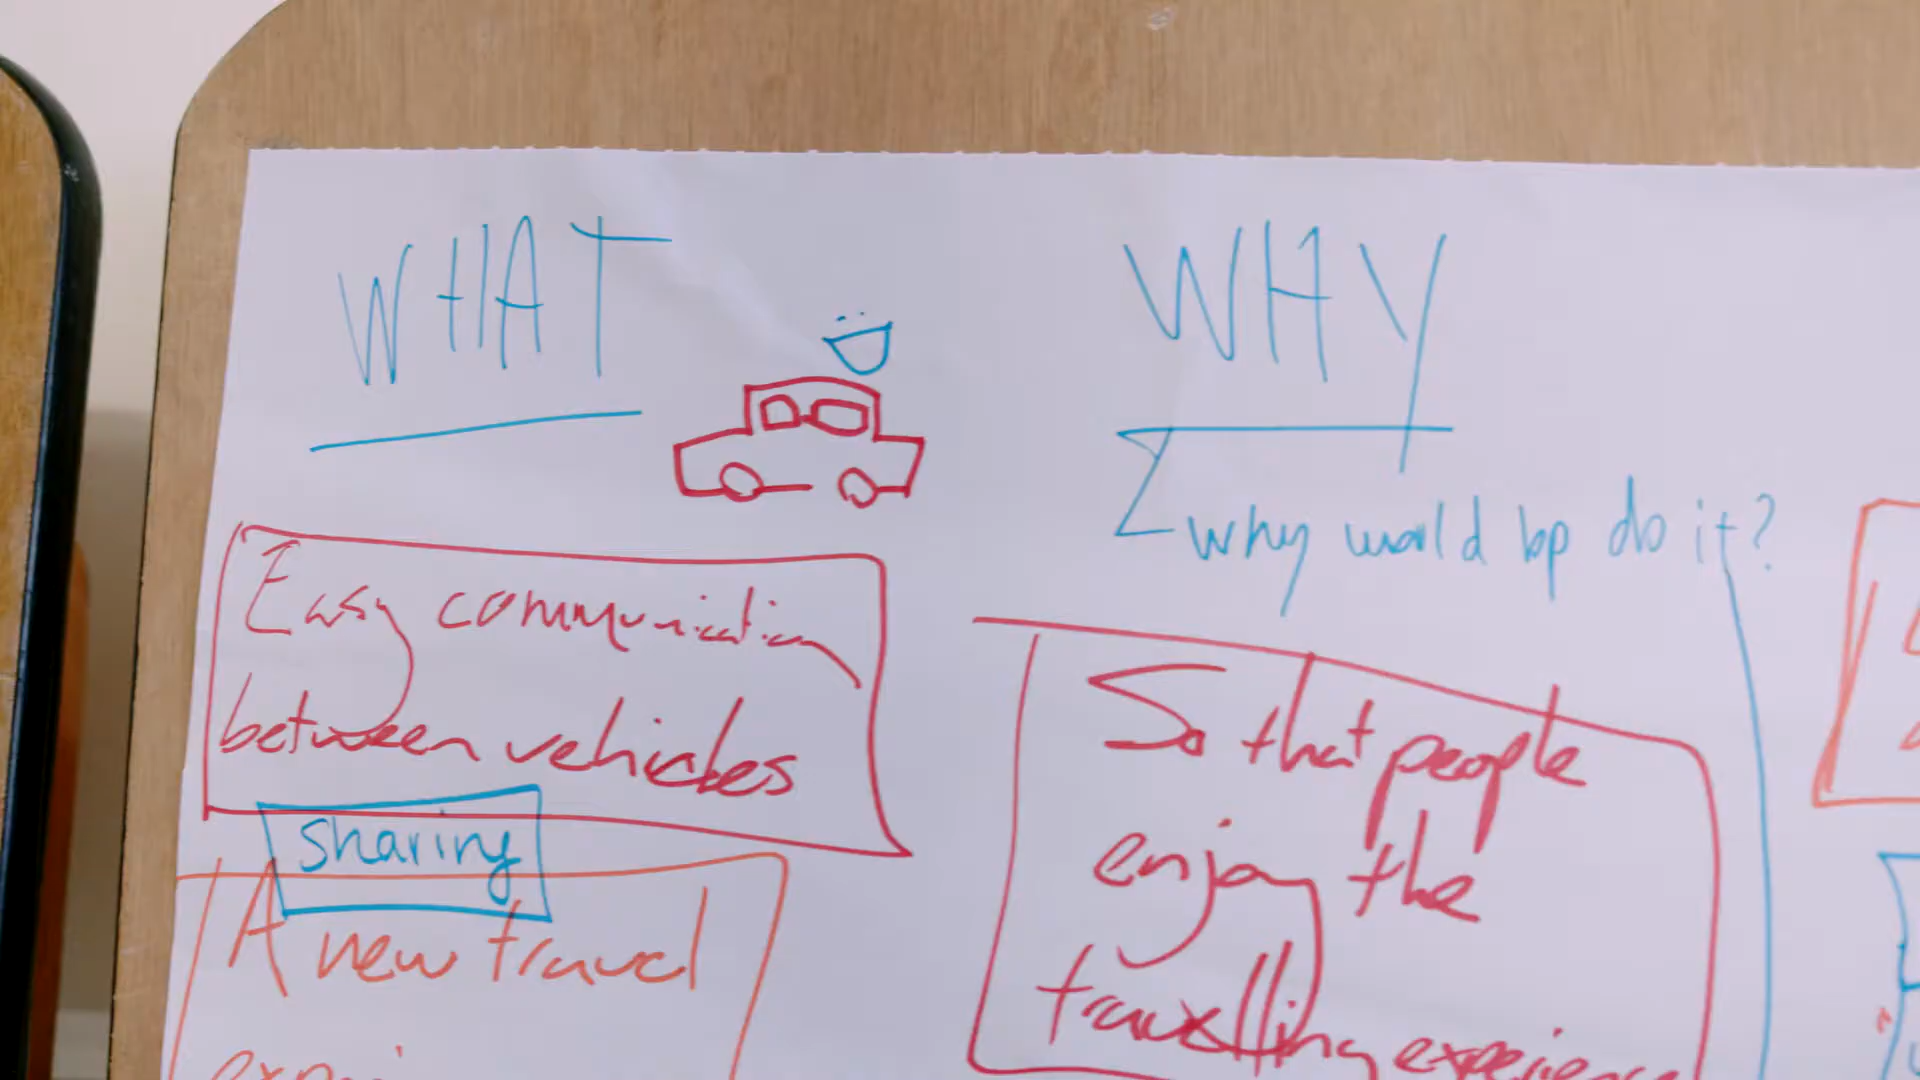 WHAT
Easy communication
between vehicles
sharing
A new travel
WHY
why would bp do it?
So that people
enjoy the
travelling experience